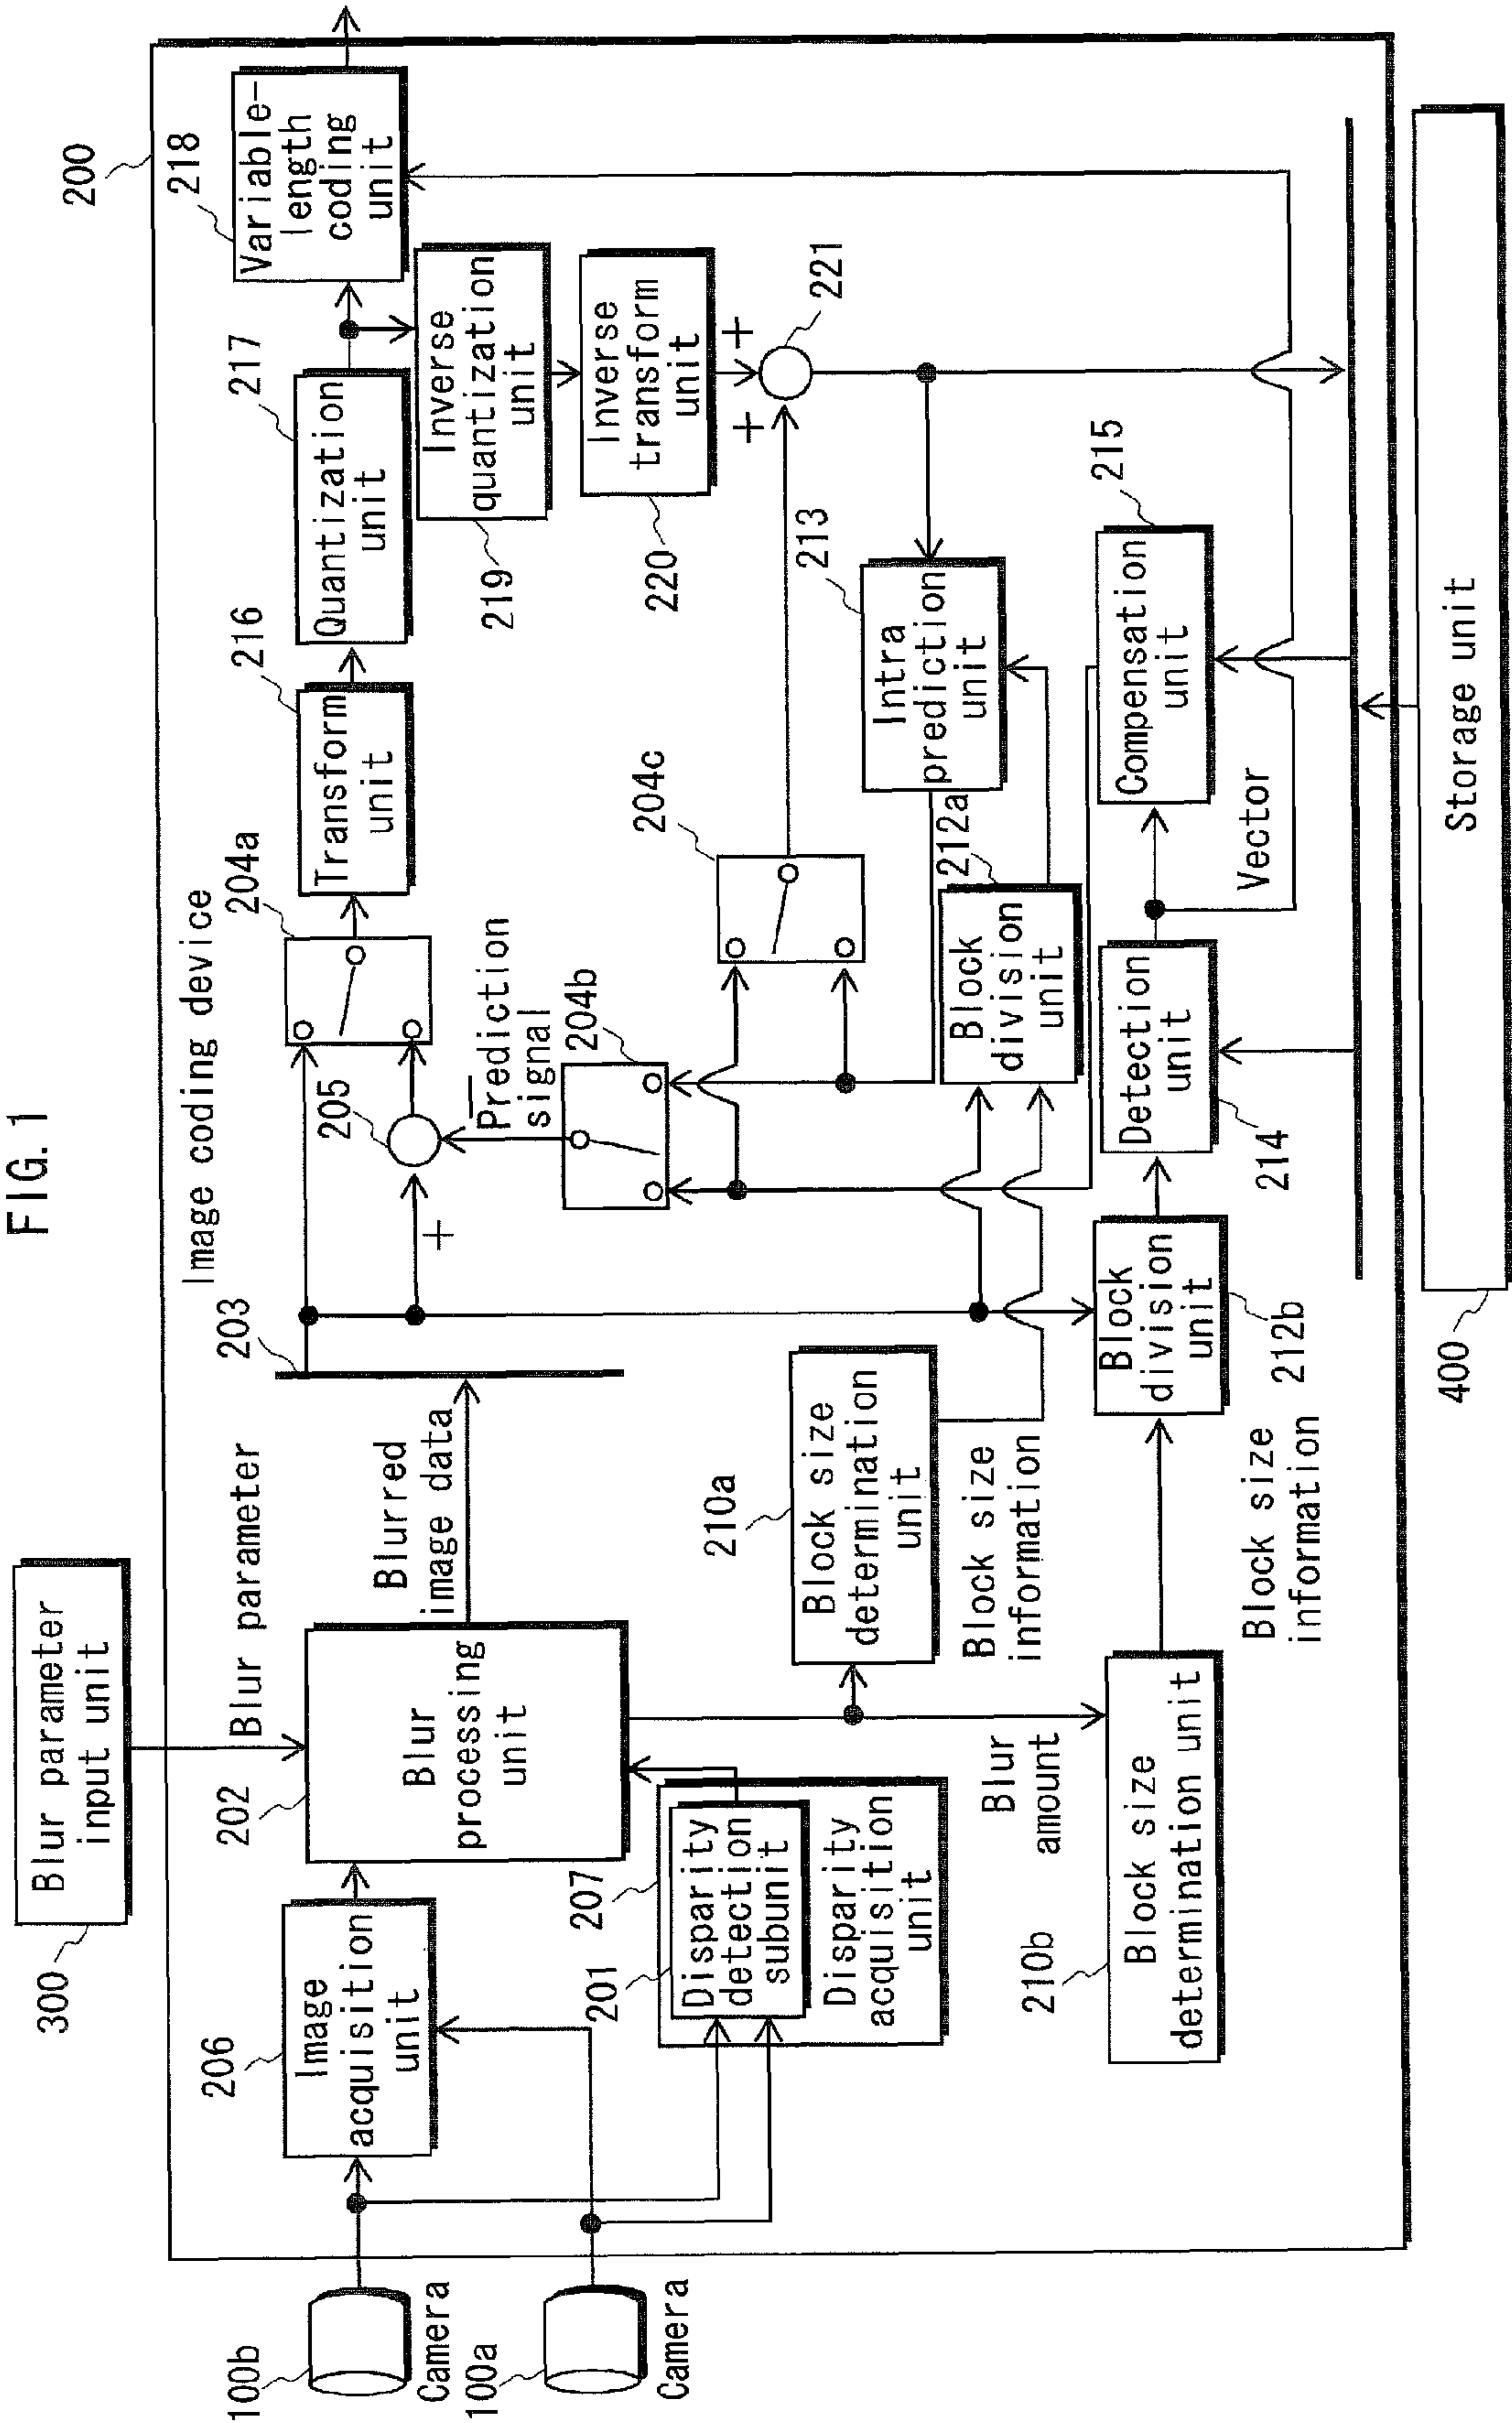 FIG. 1
300
Blur parameter
input unit
200
Image coding device
Blur parameter
100b
Camera
100a
Camera
206
Image
acquisition
unit
202
Blur
processing
unit
Blurred
image data
203
207
201
Disparity
detection
subunit
Disparity
acquisition
unit
Blur
amount
210a
Block size
determination
unit
Block size
information
210b
Block size
determination unit
Block size
information
205
+
−
Prediction
signal
204a
204b
204c
216
Transform
unit
217
Quantization
unit
218
Variable-
length
coding
unit
219
Inverse
quantization
unit
220
Inverse
transform
unit
+
+
221
213
Intra
prediction
unit
212a
Block
division
unit
212b
Block
division
unit
214
Detection
unit
215
Compensation
unit
Vector
400
Storage unit